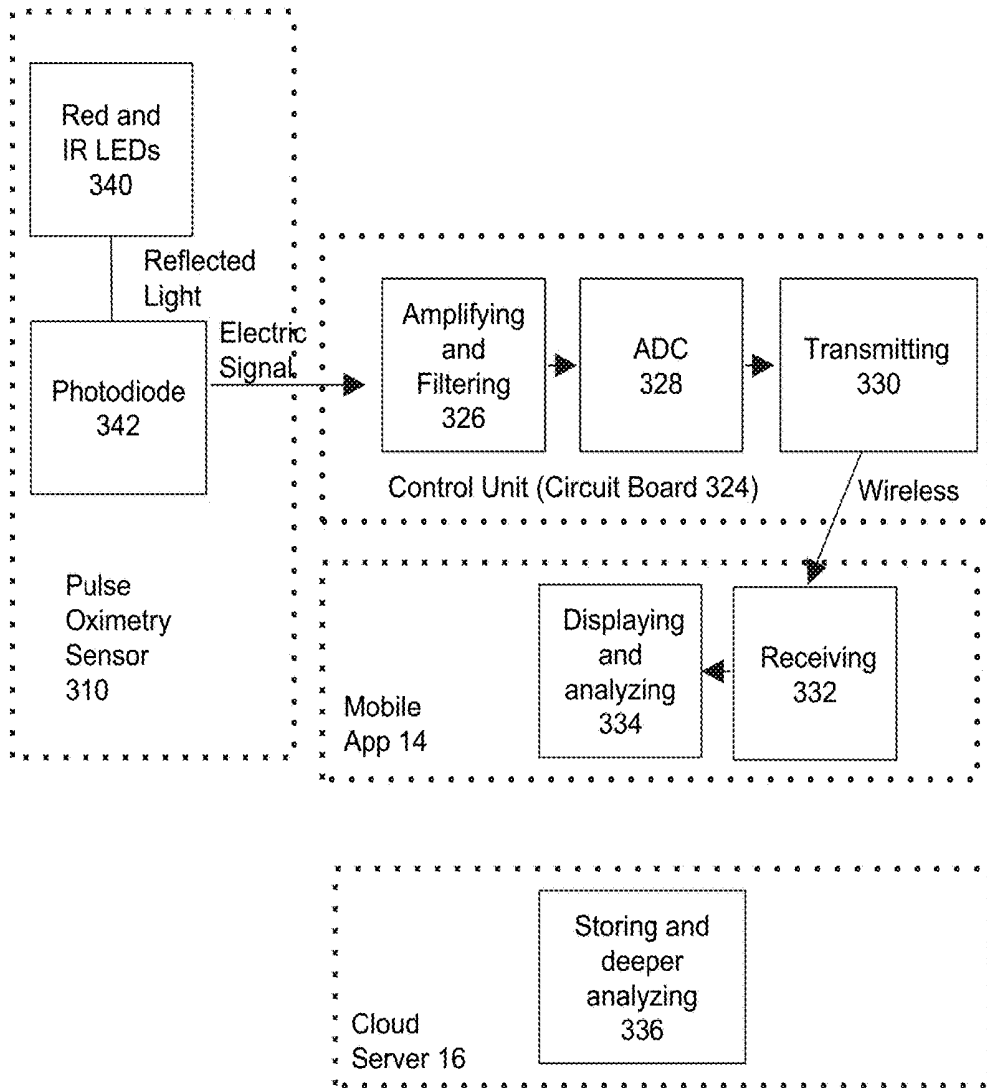 Red and
IR LEDs
340
Reflected
Light
Photodiode
342
Electric
Signal
Pulse
Oximetry
Sensor
310
Amplifying
and
Filtering
326
ADC
328
Transmitting
330
Control Unit (Circuit Board 324)
Wireless
Displaying
and
analyzing
334
Receiving
332
Mobile
App 14
Storing and
deeper
analyzing
336
Cloud
Server 16